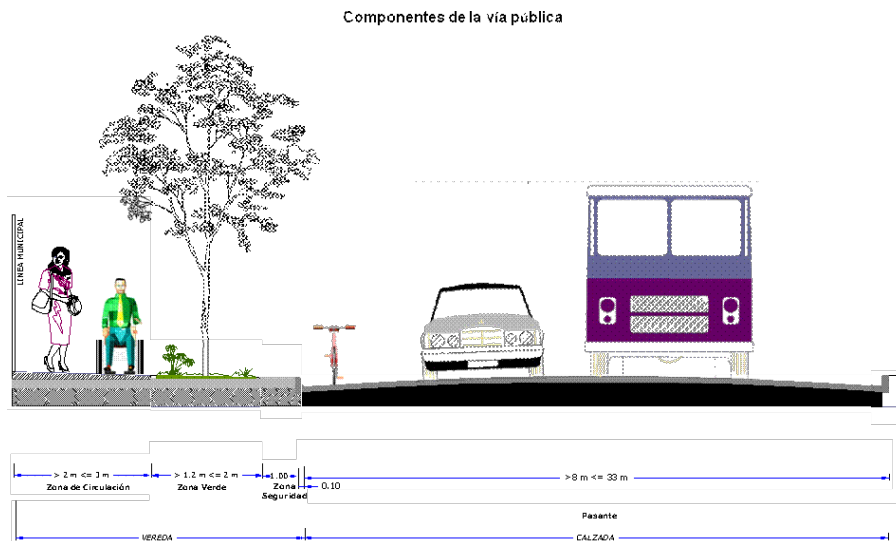 Componentes de la vía pública
LÍNEA MUNICIPAL
> 2 m <= 3 m
> 1.2 m <= 2 m
1.00
0.10
>8 m <= 33 m
Zona de Circulación
Zona Verde
Zona
Seguridad
Pasante
VEREDA
CALZADA